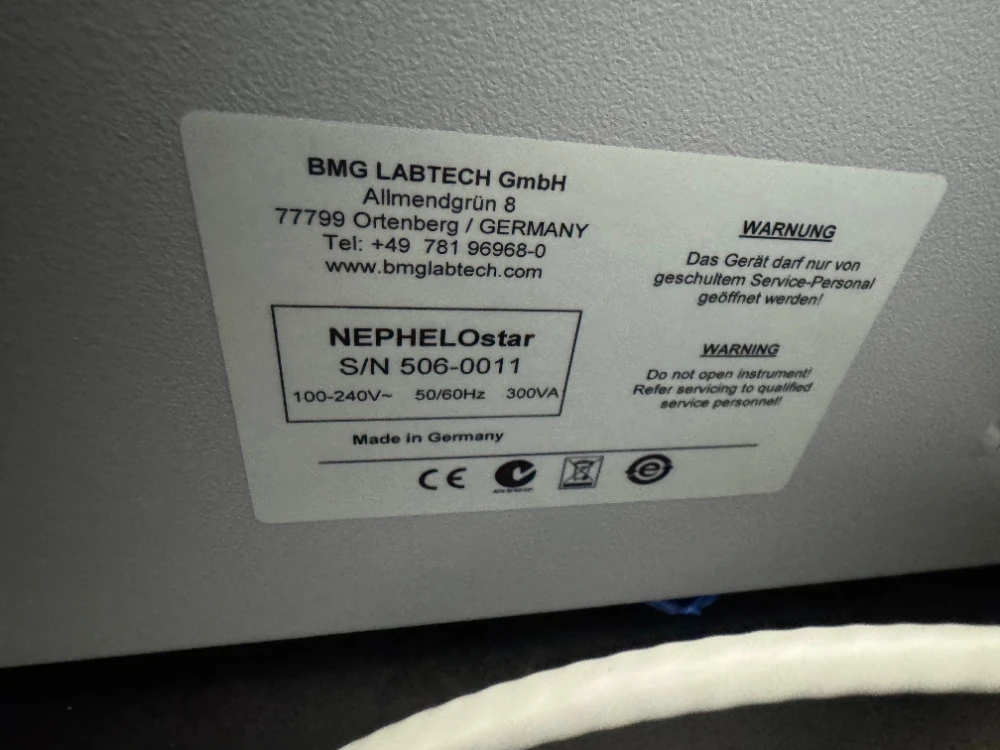 BMG LABTECH GmbH
Allmendgrün 8
77799 Ortenberg / GERMANY
Tel: +49 781 96968-0
www.bmglabtech.com
NEPHELOstar
S/N 506-0011
100-240V~ 50/60Hz 300VA
Made in Germany
CE
WARNUNG
Das Gerät darf nur von
geschultem Service-Personal
geöffnet werden!
WARNING
Do not open instrument!
Refer servicing to qualified
service personnel!